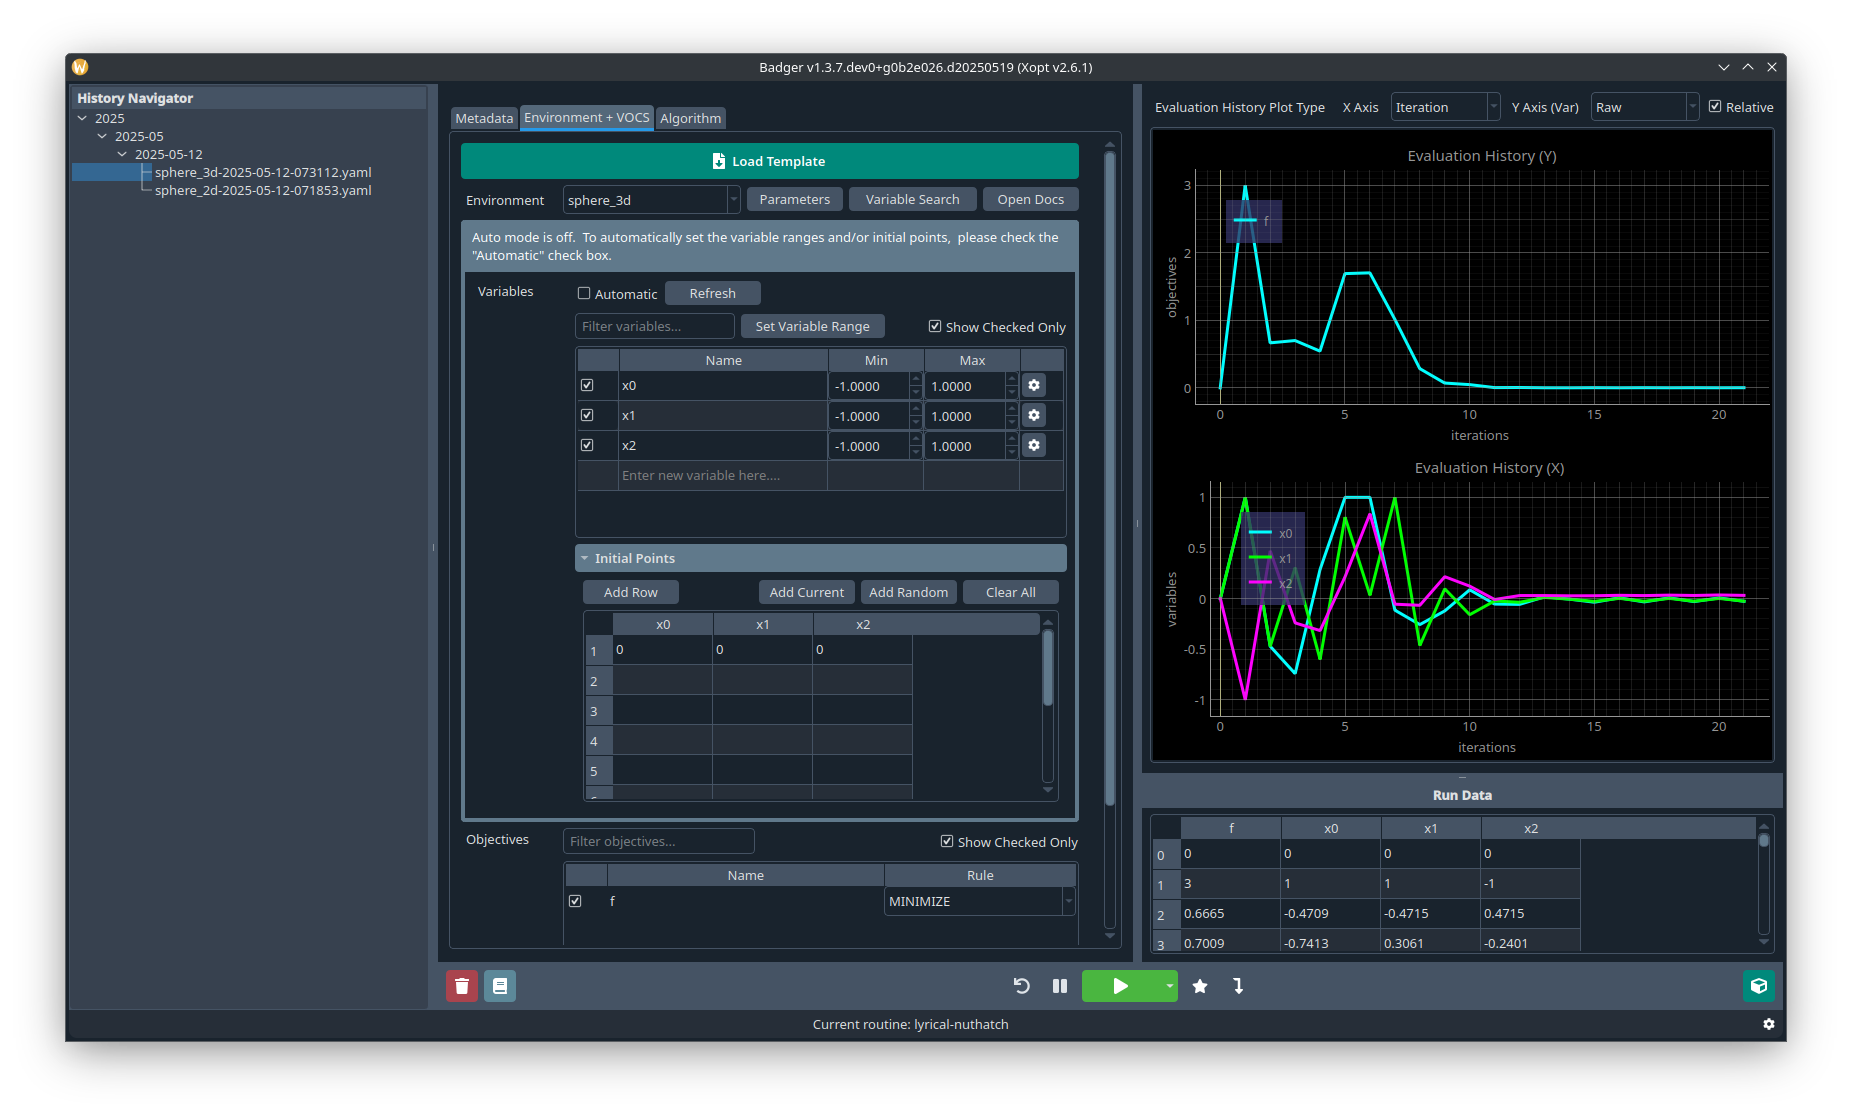 Badger v1.3.7.dev0+g0b2e026.d20250519 (Xopt v2.6.1)
History Navigator
2025
2025-05
2025-05-12
sphere_3d-2025-05-12-073112.yaml
sphere_2d-2025-05-12-071853.yaml
Metadata Environment + VOCS Algorithm
Load Template
Environment sphere_3d Parameters Variable Search Open Docs
Auto mode is off. To automatically set the variable ranges and/or initial points, please check the
"Automatic" check box.
Variables Automatic Refresh
Filter variables... Set Variable Range Show Checked Only
Name Min Max
x0 -1.0000 1.0000
x1 -1.0000 1.0000
x2 -1.0000 1.0000
Enter new variable here....
Initial Points
Add Row Add Current Add Random Clear All
x0 x1 x2
1 0 0 0
2
3
4
5
Objectives Filter objectives... Show Checked Only
Name Rule
f MINIMIZE
Evaluation History Plot Type X Axis Iteration Y Axis (Var) Raw Relative
Evaluation History (Y)
3
2
1
0
objectives
f
0 5 10 15 20
iterations
Evaluation History (X)
1
0.5
0
-0.5
-1
variables
x0
x1
x2
0 5 10 15 20
iterations
Run Data
f x0 x1 x2
0 0 0 0 0
1 3 1 1 -1
2 0.6665 -0.4709 -0.4715 0.4715
3 0.7009 -0.7413 0.3061 -0.2401
Current routine: lyrical-nuthatch